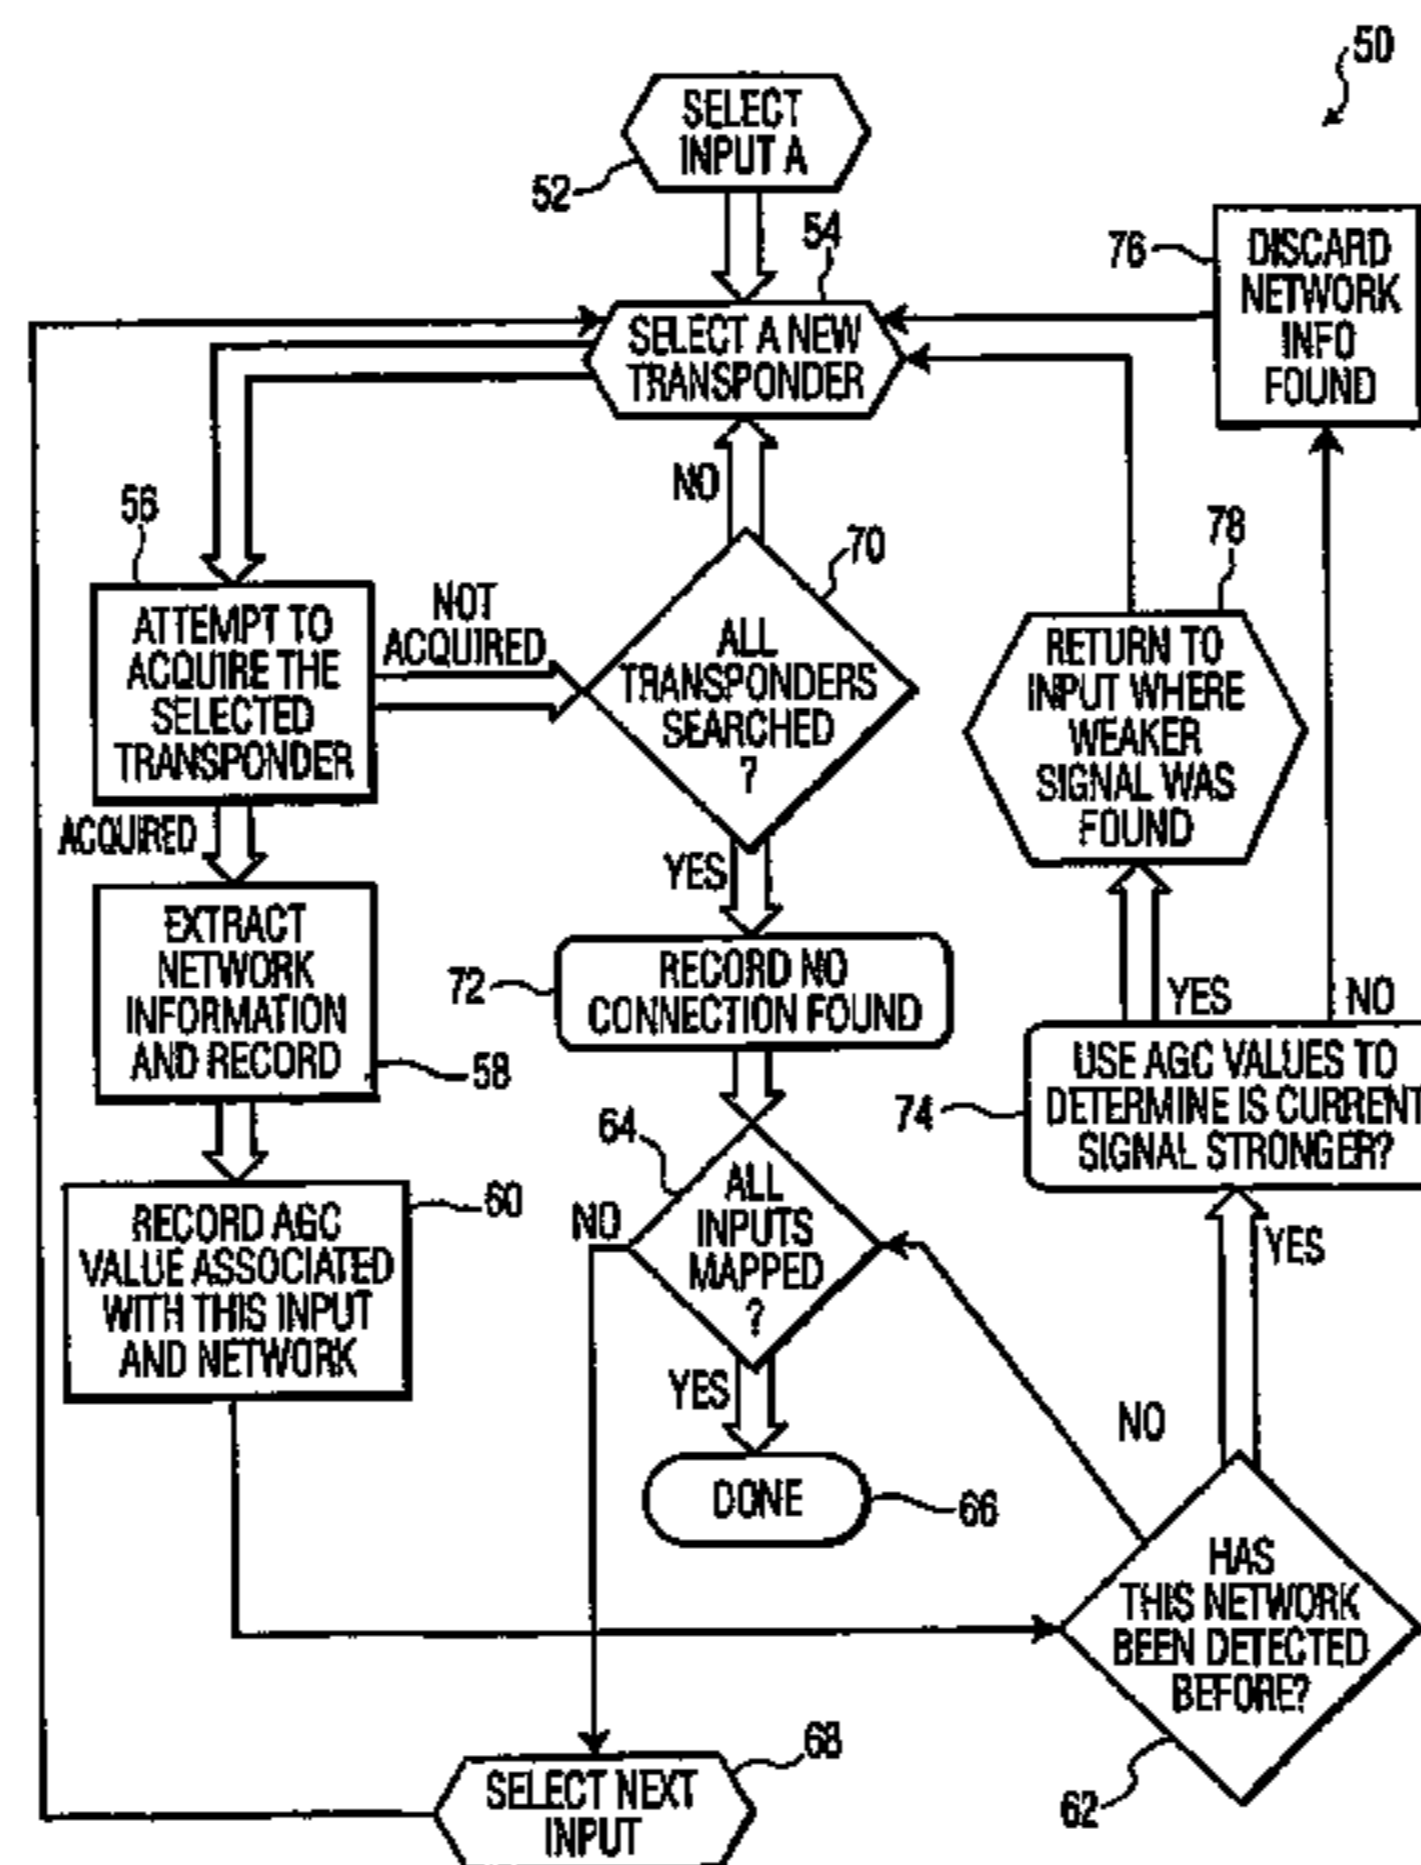 50
SELECT
INPUT A
52
54
SELECT A NEW
TRANSPONDER
76
DISCARD
NETWORK
INFO
FOUND
NO
56
ATTEMPT TO
ACQUIRE THE
SELECTED
TRANSPONDER
NOT
ACQUIRED
70
ALL
TRANSPONDERS
SEARCHED
?
78
RETURN TO
INPUT WHERE
WEAKER
SIGNAL WAS
FOUND
ACQUIRED
YES
EXTRACT
NETWORK
INFORMATION
AND RECORD
58
72
RECORD NO
CONNECTION FOUND
YES
NO
74
USE AGC VALUES TO
DETERMINE IS CURRENT
SIGNAL STRONGER?
60
RECORD AGC
VALUE ASSOCIATED
WITH THIS INPUT
AND NETWORK
64
ALL
INPUTS
MAPPED
?
NO
YES
YES
NO
DONE
66
HAS
THIS NETWORK
BEEN DETECTED
BEFORE?
62
68
SELECT NEXT
INPUT